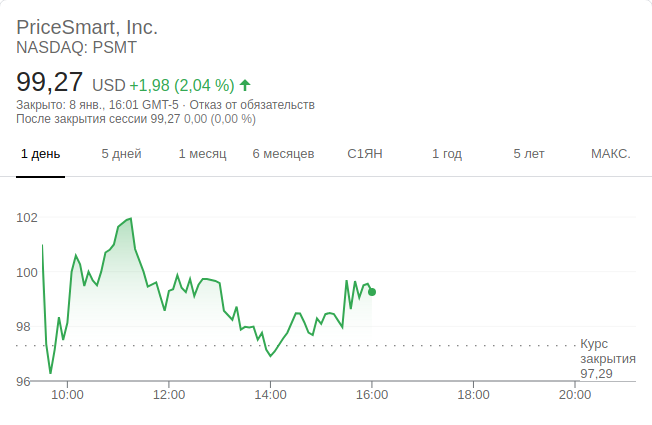 PriceSmart, Inc.
NASDAQ: PSMT
99,27 USD +1,98 (2,04 %)
Закрыто: 8 янв., 16:01 GMT-5 · Отказ от обязательств
После закрытия сессии 99,27 0,00 (0,00 %)
1 день 5 дней 1 месяц 6 месяцев С1ЯН 1 год 5 лет МАКС.
102
100
98
96
Курс
закрытия
97,29
10:00 12:00 14:00 16:00 18:00 20:00